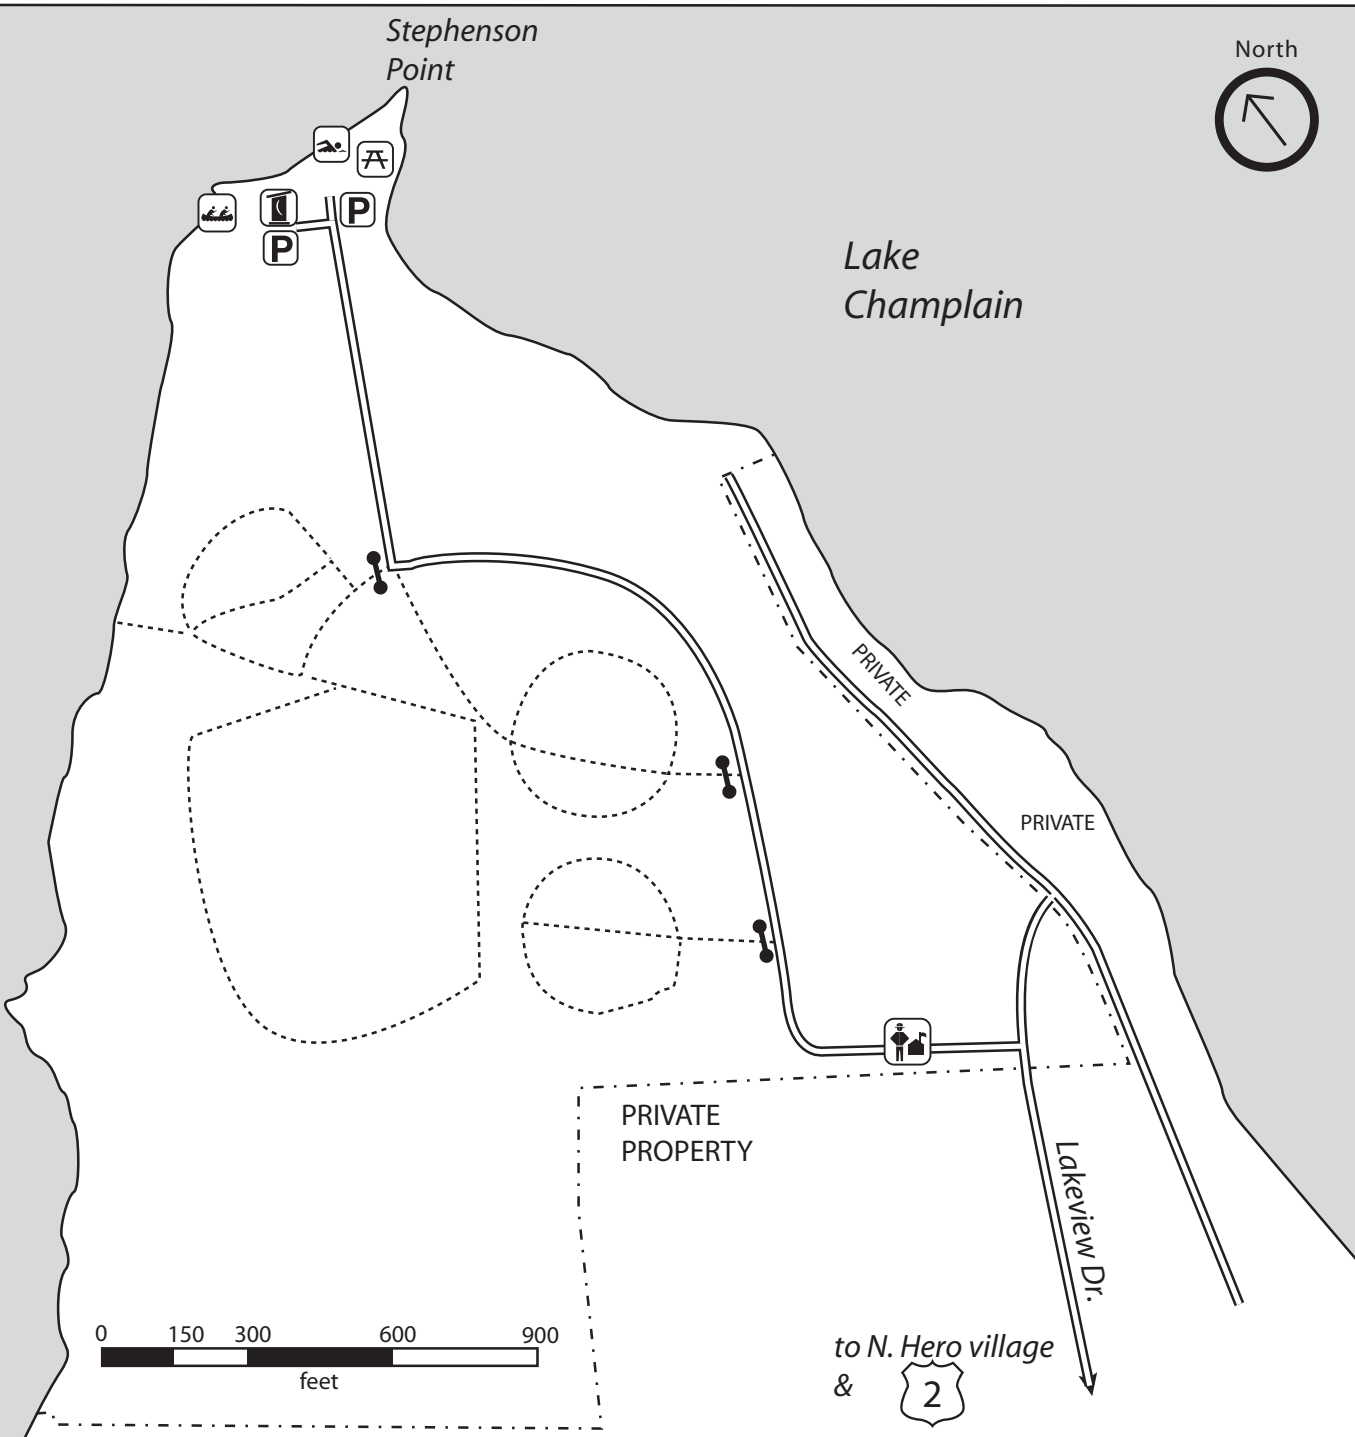 Stephenson
Point
North
P
P
Lake
Champlain
PRIVATE
PRIVATE
PRIVATE
PROPERTY
Lakeview Dr.
0 150 300 600 900
feet
to N. Hero village
& 2